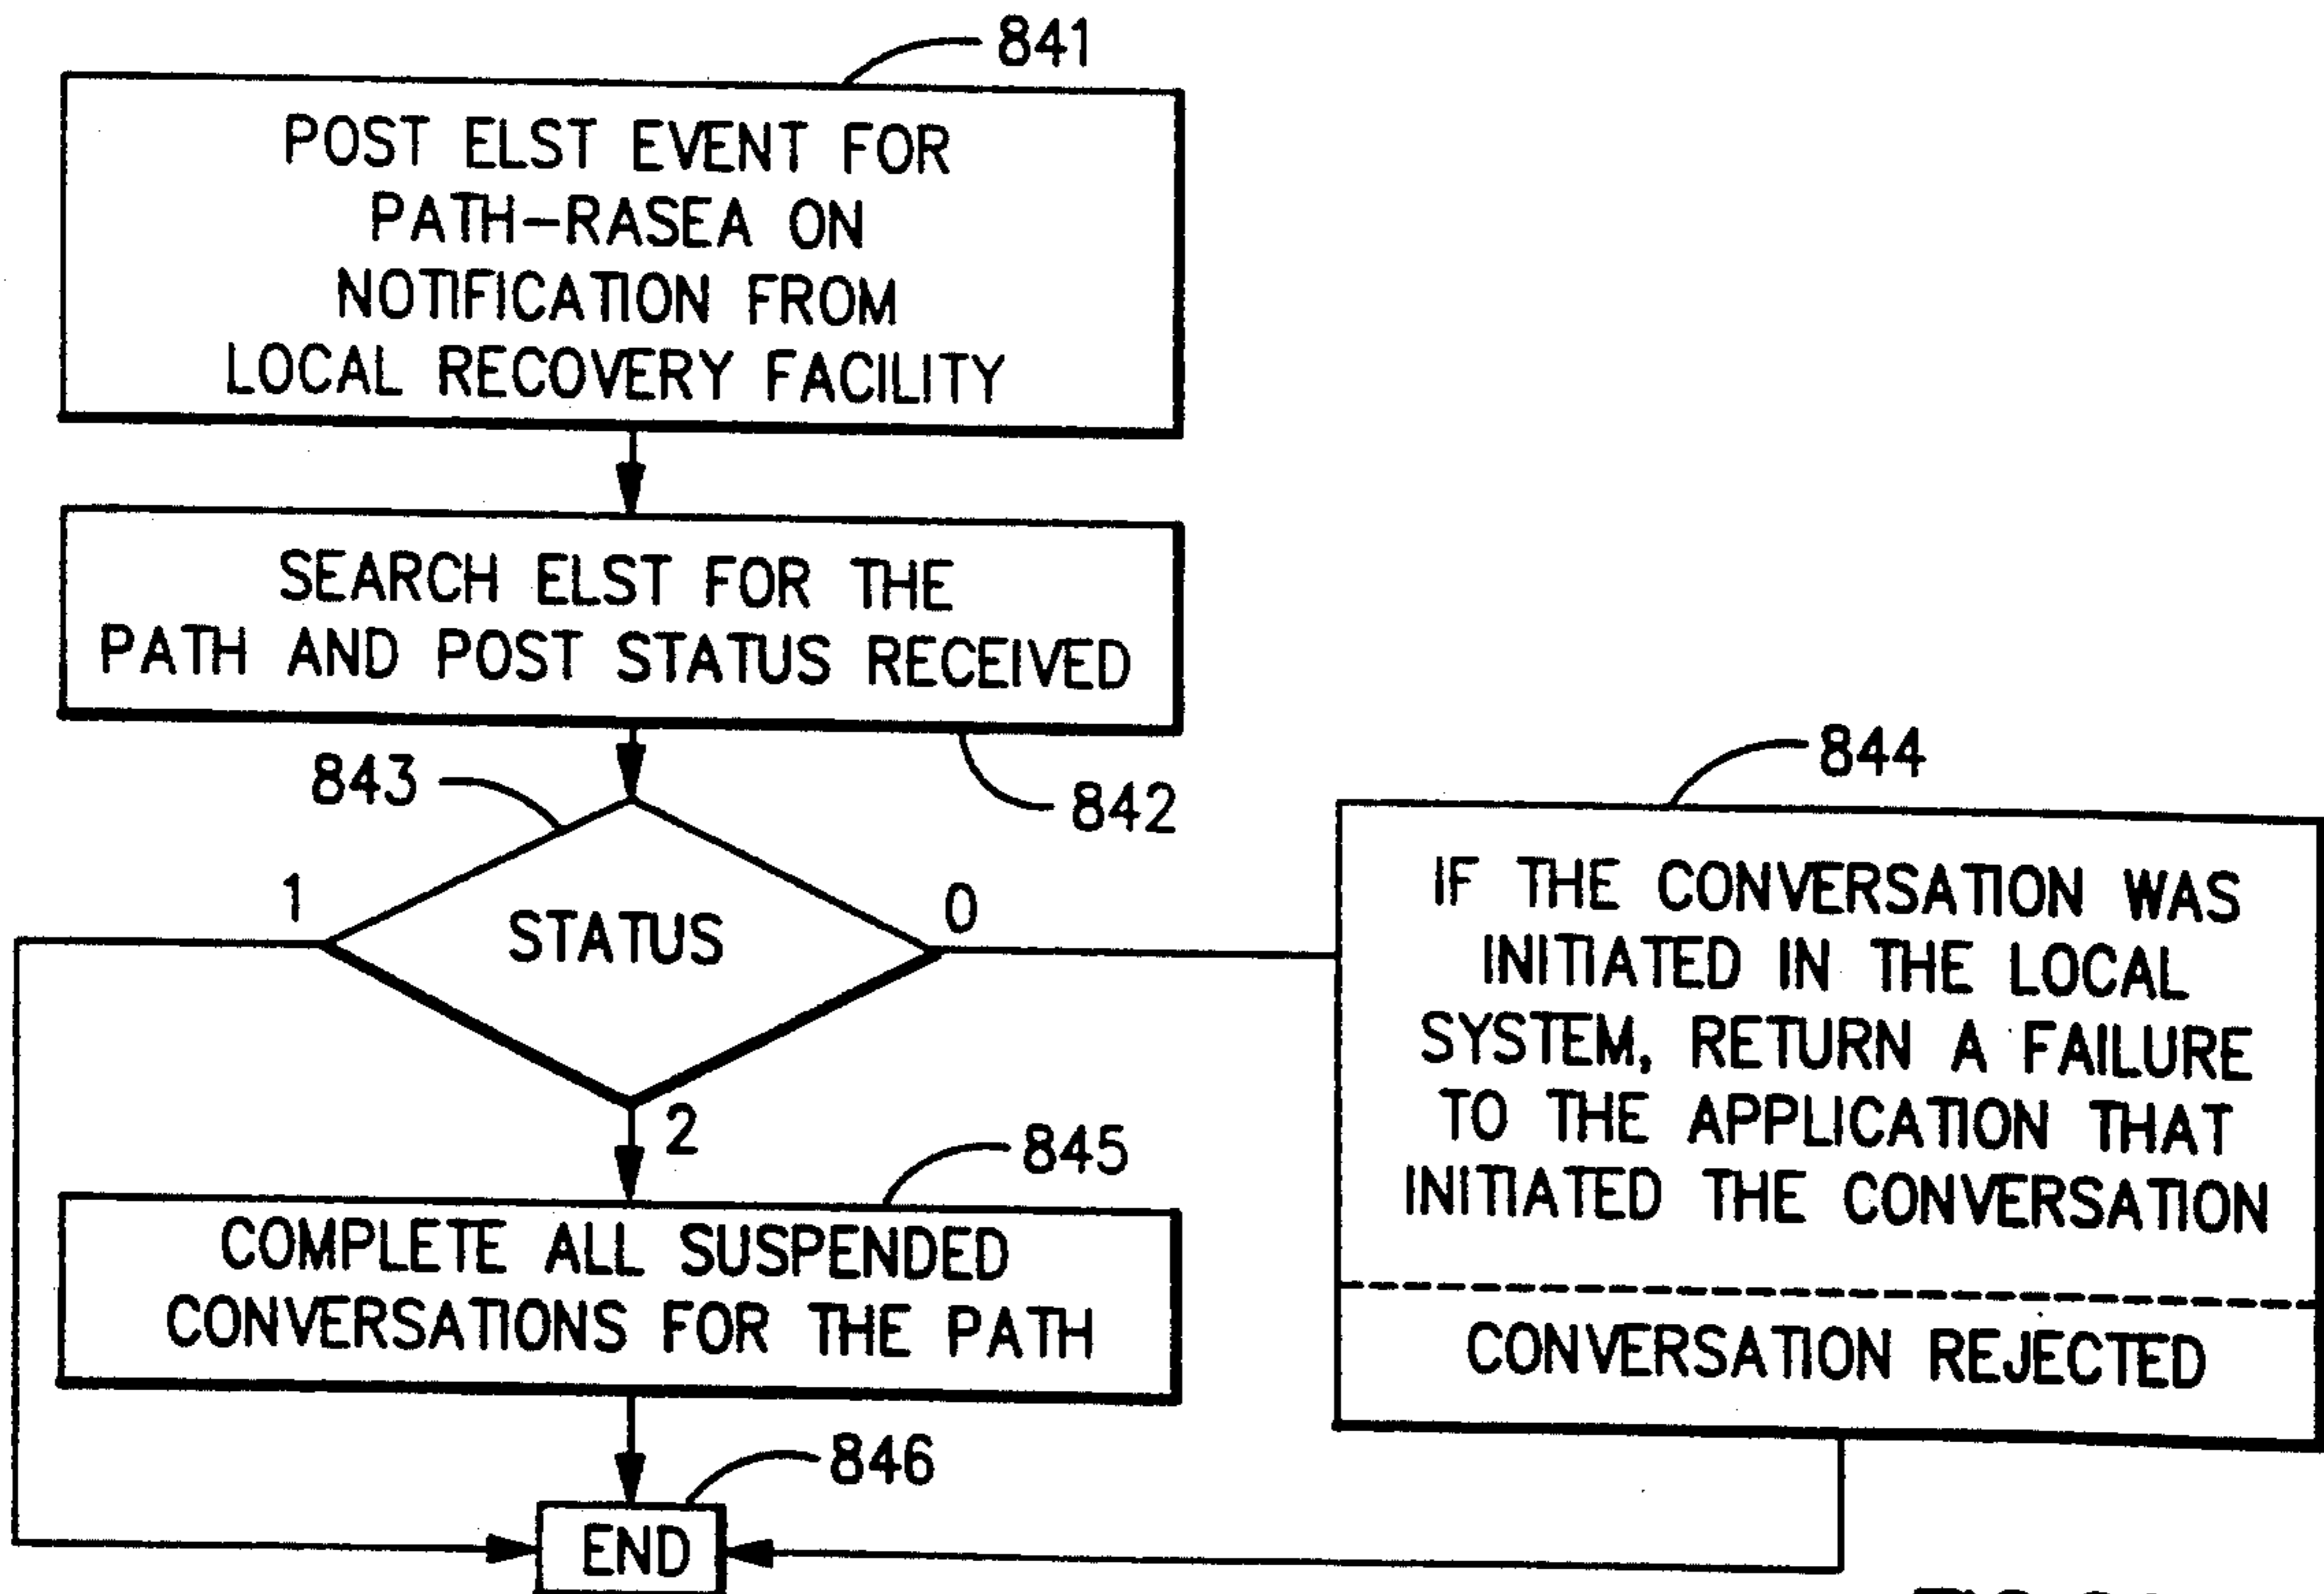 841
POST ELST EVENT FOR
PATH-RASEA ON
NOTIFICATION FROM
LOCAL RECOVERY FACILITY
SEARCH ELST FOR THE
PATH AND POST STATUS RECEIVED
842
843
STATUS
1
0
2
844
IF THE CONVERSATION WAS
INITIATED IN THE LOCAL
SYSTEM, RETURN A FAILURE
TO THE APPLICATION THAT
INITIATED THE CONVERSATION
CONVERSATION REJECTED
845
COMPLETE ALL SUSPENDED
CONVERSATIONS FOR THE PATH
846
END